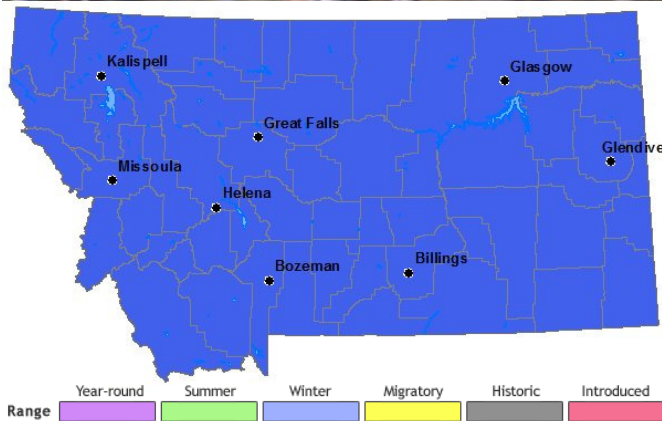 Kalispell
Glasgow
Great Falls
Glendive
Missoula
Helena
Bozeman
Billings
Year-round Summer Winter Migratory Historic Introduced
Range